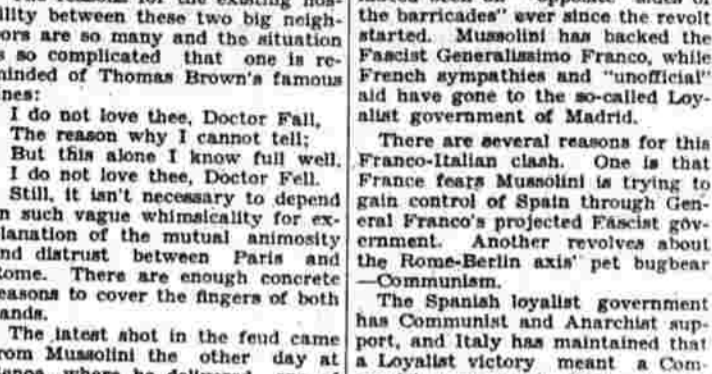 ility between these two big neigh-
ors are so many and the situation
s so complicated that one is re-
minded of Thomas Brown's famous
nes:
I do not love thee, Doctor Fall,
The reason why I cannot tell;
But this alone I know full well,
I do not love thee, Doctor Fell.
Still, it isn't necessary to depend
n such vague whimsicality for ex-
lanation of the mutual animosity
nd distrust between Paris and
ome. There are enough concrete
easons to cover the fingers of both
ands.
The latest shot in the feud came
rom Mussolini the other day at
the barricades" ever since the revolt
started. Mussolini has backed the
Fascist Generalissimo Franco, while
French sympathies and "unofficial"
aid have gone to the so-called Loy-
alist government of Madrid.
There are several reasons for this
Franco-Italian clash. One is that
France fears Mussolini is trying to
gain control of Spain through Gen-
eral Franco's projected Fascist gov-
ernment. Another revolves about
the Rome-Berlin axis' pet bugbear
—Communism.
The Spanish loyalist government
has Communist and Anarchist sup-
port, and Italy has maintained that
a Loyalist victory meant a Com-